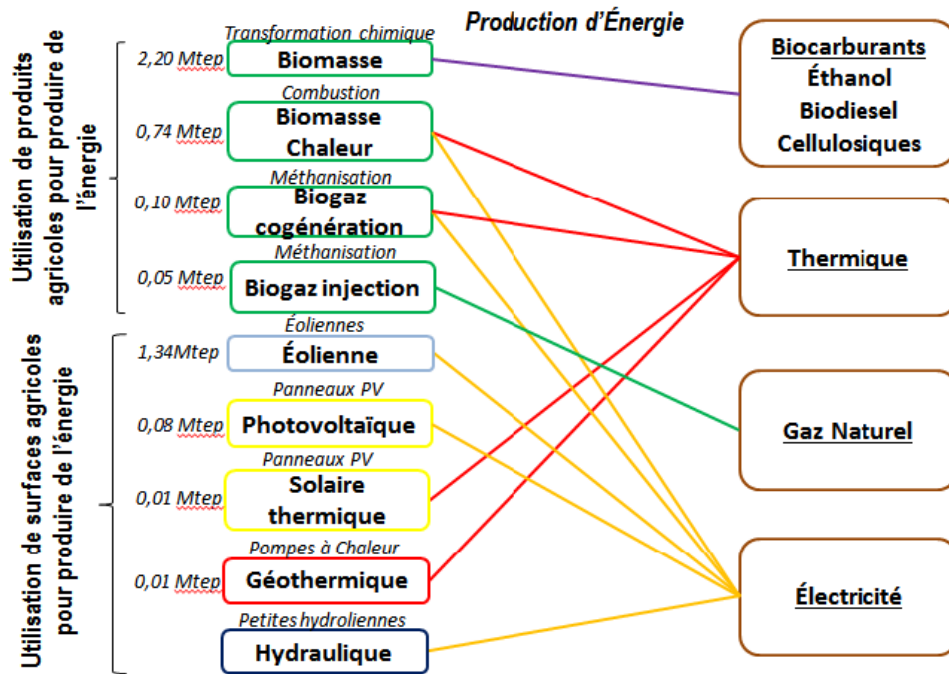 Production d'Énergie
Utilisation de produits
agricoles pour produire de
l'énergie
Transformation chimique
2,20 Mtep
Biomasse
Combustion
0,74 Mtep
Biomasse
Chaleur
Méthanisation
0,10 Mtep
Biogaz
cogénération
Méthanisation
0,05 Mtep
Biogaz injection
Utilisation de surfaces agricoles
pour produire de l'énergie
Éoliennes
1,34Mtep
Éolienne
Panneaux PV
0,08 Mtep
Photovoltaïque
Panneaux PV
0,01 Mtep
Solaire
thermique
Pompes à Chaleur
0,01 Mtep
Géothermique
Petites hydroliennes
Hydraulique
Biocarburants
Éthanol
Biodiesel
Cellulosiques
Thermique
Gaz Naturel
Électricité